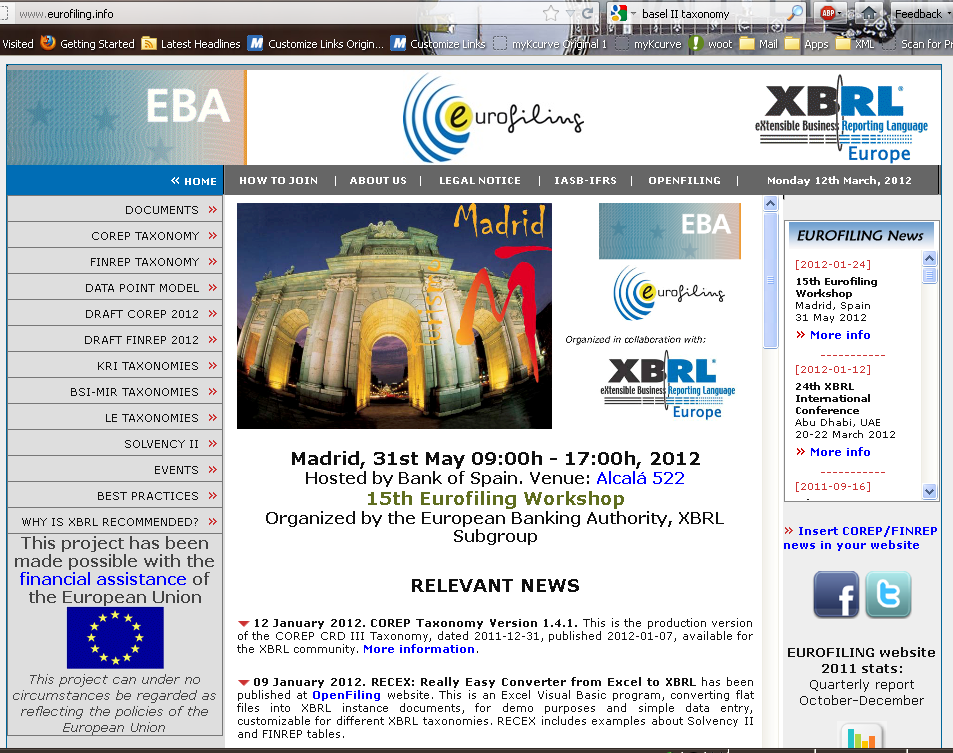 www.eurofiling.info
basel II taxonomy
ABP
Feedback
Visited
Getting Started
Latest Headlines
Customize Links Origin...
Customize Links
myKcurve Original 1
myKcurve
woot
Mail
Apps
XML
Scan for Pr
EBA
eurofiling
XBRL
eXtensible Business Reporting Language
Europe
« HOME
HOW TO JOIN | ABOUT US | LEGAL NOTICE | IASB-IFRS | OPENFILING |
Monday 12th March, 2012
DOCUMENTS »
COREP TAXONOMY »
FINREP TAXONOMY »
DATA POINT MODEL »
DRAFT COREP 2012 »
DRAFT FINREP 2012 »
KRI TAXONOMIES »
BSI-MIR TAXONOMIES »
LE TAXONOMIES »
SOLVENCY II »
EVENTS »
BEST PRACTICES »
WHY IS XBRL RECOMMENDED? »
This project has been
made possible with the
financial assistance of
the European Union
This project can under no
circumstances be regarded as
reflecting the policies of the
European Union
Madrid
EBA
eurofiling
Organized in collaboration with:
XBRL
eXtensible Business Reporting Language
Europe
Madrid, 31st May 09:00h - 17:00h, 2012
Hosted by Bank of Spain. Venue: Alcalá 522
15th Eurofiling Workshop
Organized by the European Banking Authority, XBRL
Subgroup
RELEVANT NEWS
12 January 2012. COREP Taxonomy Version 1.4.1. This is the production version
of the COREP CRD III Taxonomy, dated 2011-12-31, published 2012-01-07, available for
the XBRL community. More information.
09 January 2012. RECEX: Really Easy Converter from Excel to XBRL has been
published at OpenFiling website. This is an Excel Visual Basic program, converting flat
files into XBRL instance documents, for demo purposes and simple data entry,
customizable for different XBRL taxonomies. RECEX includes examples about Solvency II
and FINREP tables.
EUROFILING News
[2012-01-24]
15th Eurofiling
Workshop
Madrid, Spain
31 May 2012
» More info
-----------
[2012-01-12]
24th XBRL
International
Conference
Abu Dhabi, UAE
20-22 March 2012
» More info
-----------
[2011-09-16]
» Insert COREP/FINREP
news in your website
EUROFILING website
2011 stats:
Quarterly report
October-December